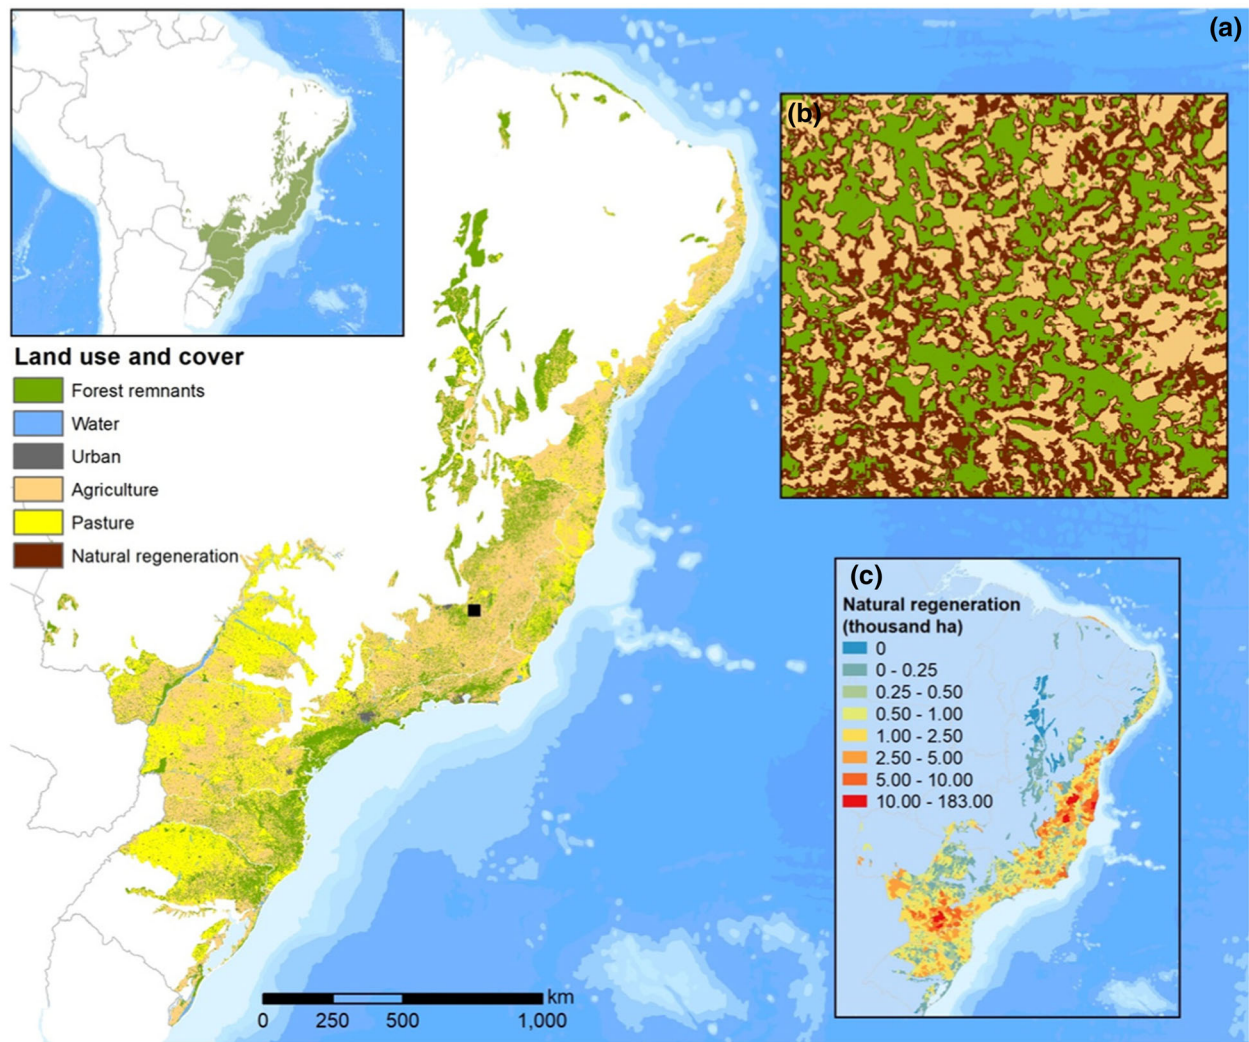 (a)
(b)
Land use and cover
Forest remnants
Water
Urban
Agriculture
Pasture
Natural regeneration
(c)
Natural regeneration
(thousand ha)
0
0 - 0.25
0.25 - 0.50
0.50 - 1.00
1.00 - 2.50
2.50 - 5.00
5.00 - 10.00
10.00 - 183.00
km
0 250 500 1,000